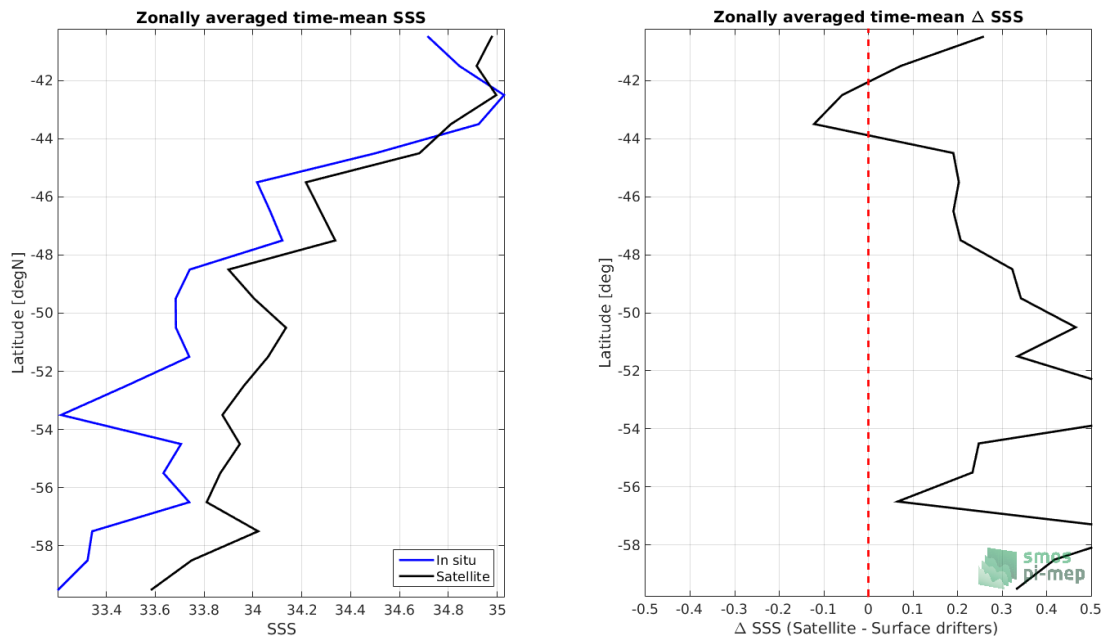 Zonally averaged time-mean SSS
Latitude [degN]
-42
-44
-46
-48
-50
-52
-54
-56
-58
33.4 33.6 33.8 34 34.2 34.4 34.6 34.8 35
SSS
In situ
Satellite
Zonally averaged time-mean Δ SSS
Latitude [deg]
-42
-44
-46
-48
-50
-52
-54
-56
-58
-0.5 -0.4 -0.3 -0.2 -0.1 0 0.1 0.2 0.3 0.4 0.5
Δ SSS (Satellite - Surface drifters)
smos
pi-mep